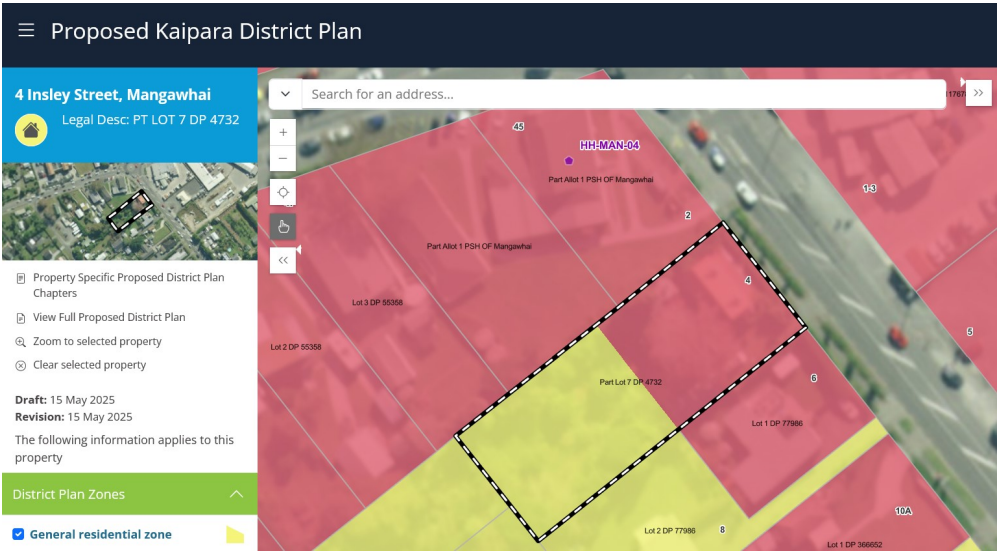 Proposed Kaipara District Plan
4 Insley Street, Mangawhai
Legal Desc: PT LOT 7 DP 4732
Property Specific Proposed District Plan
Chapters
View Full Proposed District Plan
Zoom to selected property
Clear selected property
Draft: 15 May 2025
Revision: 15 May 2025
The following information applies to this
property
District Plan Zones
General residential zone
Search for an address...
45
HH-MAN-04
Part Allot 1 PSH OF Mangawhai
1-3
2
Part Allot 1 PSH OF Mangawhai
4
Lot 3 DP 55358
5
Lot 2 DP 55358
Part Lot 7 DP 4732
6
Lot 1 DP 77986
10A
Lot 2 DP 77986
8
Lot 1 DP 366652